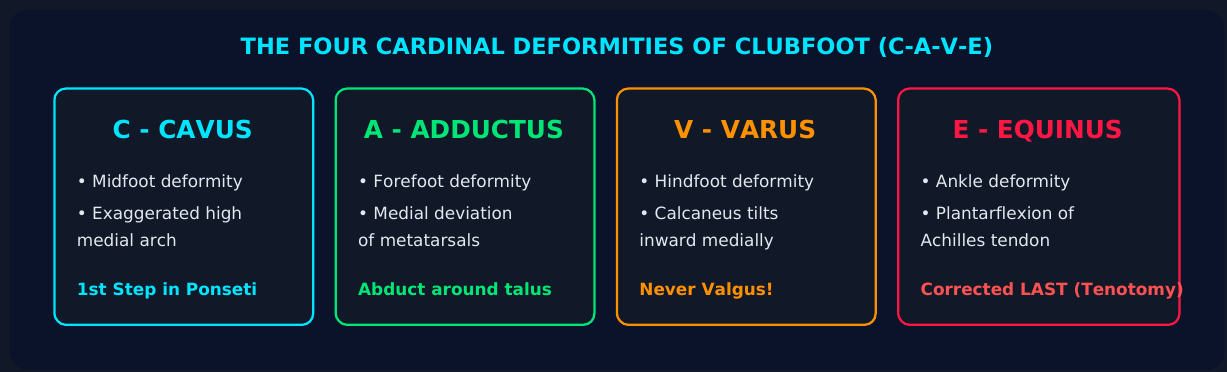 THE FOUR CARDINAL DEFORMITIES OF CLUBFOOT (C-A-V-E)
C - CAVUS
• Midfoot deformity
• Exaggerated high
medial arch
1st Step in Ponseti
A - ADDUCTUS
• Forefoot deformity
• Medial deviation
of metatarsals
Abduct around talus
V - VARUS
• Hindfoot deformity
• Calcaneus tilts
inward medially
Never Valgus!
E - EQUINUS
• Ankle deformity
• Plantarflexion of
Achilles tendon
Corrected LAST (Tenotomy)